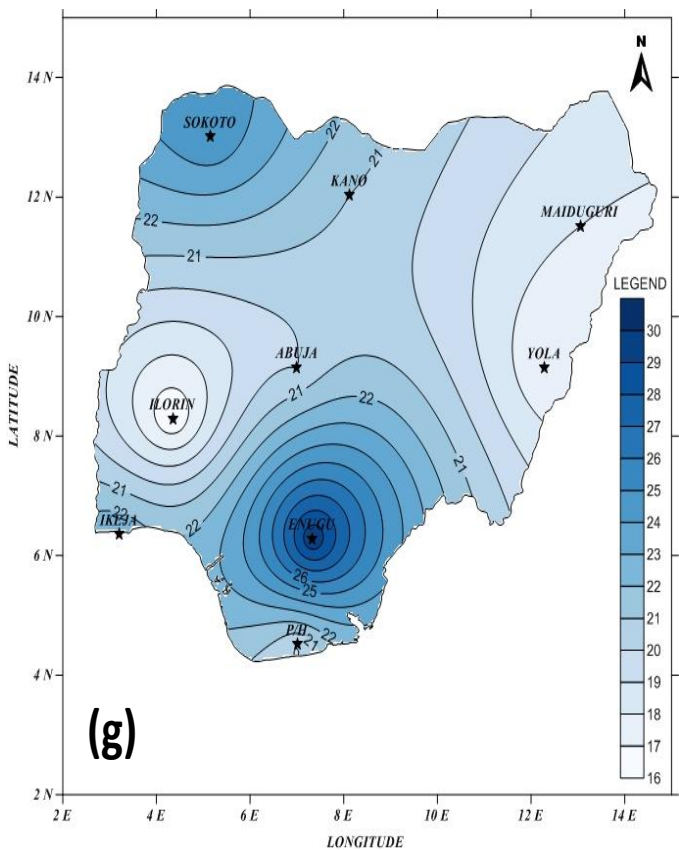 N
14 N
SOKOTO
22
21
KANO
12 N
MAIDUGURI
22
21
LEGEND
10 N
ABUJA
YOLA
30
29
21
22
28
ILORIN
27
8 N
26
21
25
21
22
22
24
IKEJA
ENUGU
23
6 N
26
22
25
21
P/H
22
21
20
4 N
19
18
(g)
17
16
2 N
2 E
4 E
6 E
8 E
10 E
12 E
14 E
LATITUDE
LONGITUDE